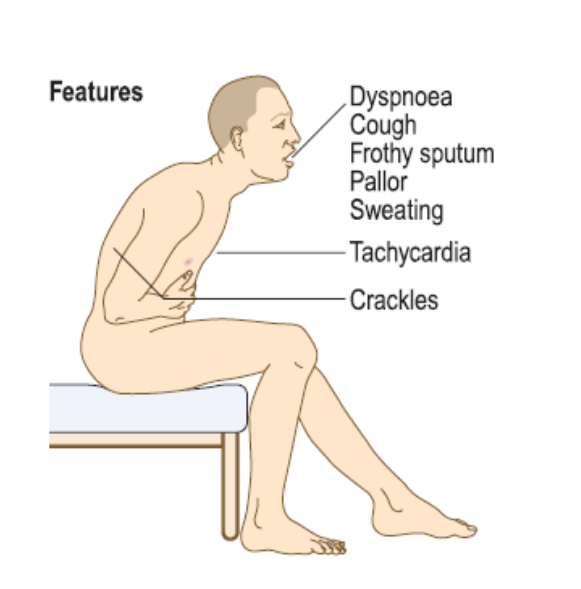 Features
Dyspnoea
Cough
Frothy sputum
Pallor
Sweating
Tachycardia
Crackles